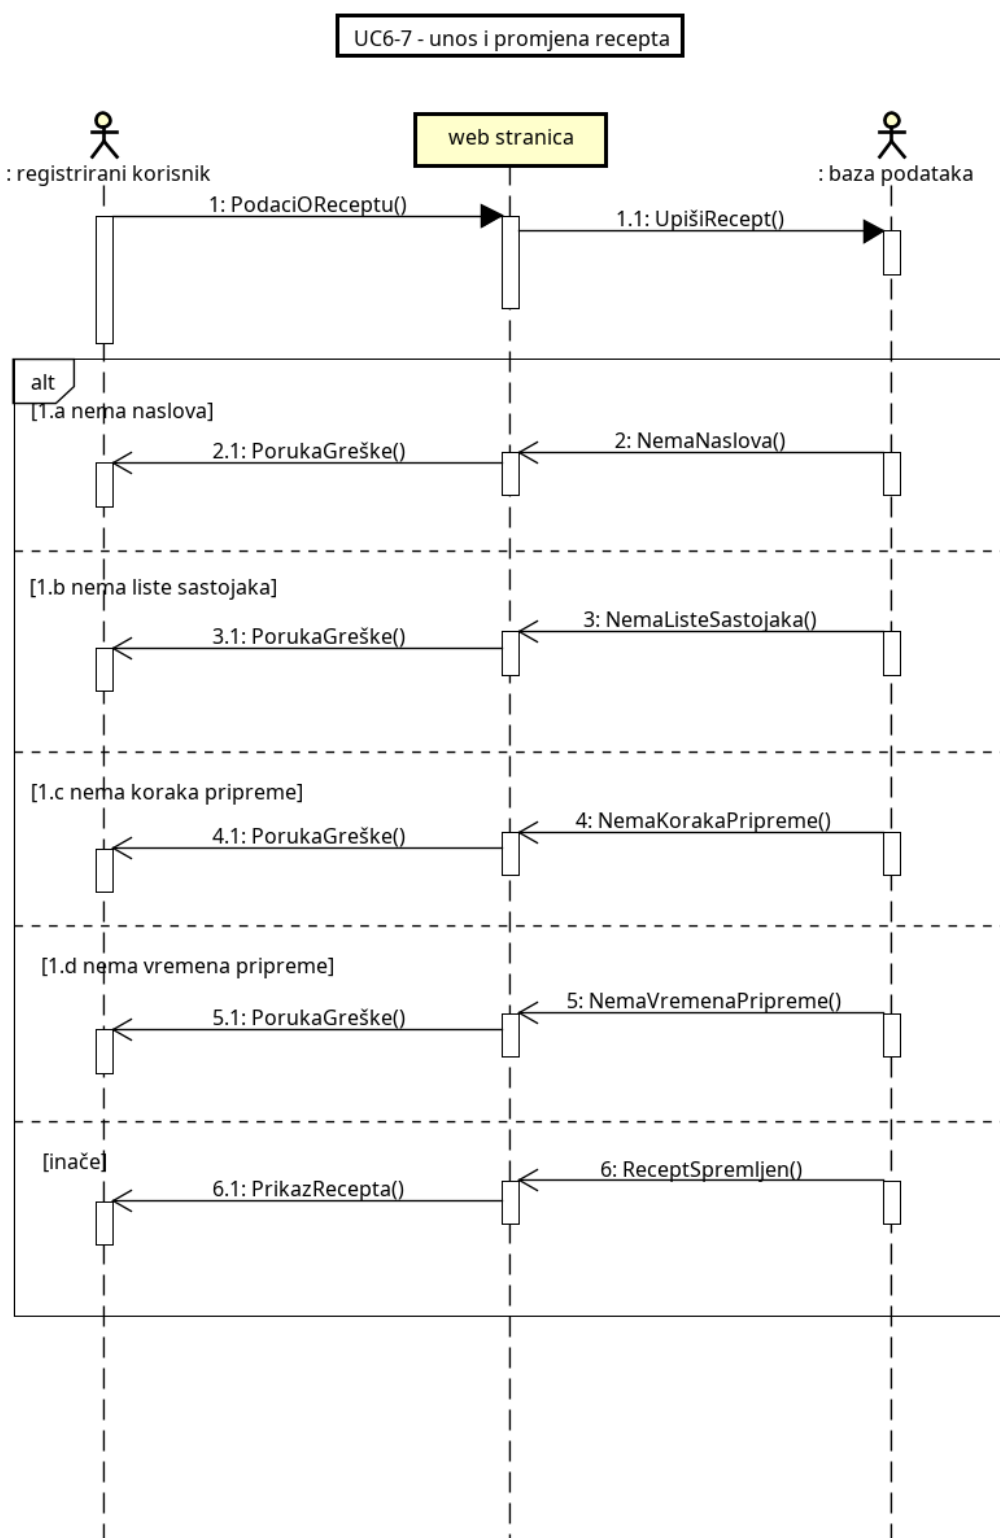 UC6-7 - unos i promjena recepta
: registrirani korisnik
web stranica
: baza podataka
1: PodaciOReceptu()
1.1: UpišiRecept()
alt
[1.a nema naslova]
2: NemaNaslova()
2.1: PorukaGreške()
[1.b nema liste sastojaka]
3: NemaListeSastojaka()
3.1: PorukaGreške()
[1.c nema koraka pripreme]
4: NemaKorakaPripreme()
4.1: PorukaGreške()
[1.d nema vremena pripreme]
5: NemaVremenaPripreme()
5.1: PorukaGreške()
[inače]
6: ReceptSpremljen()
6.1: PrikazRecepta()